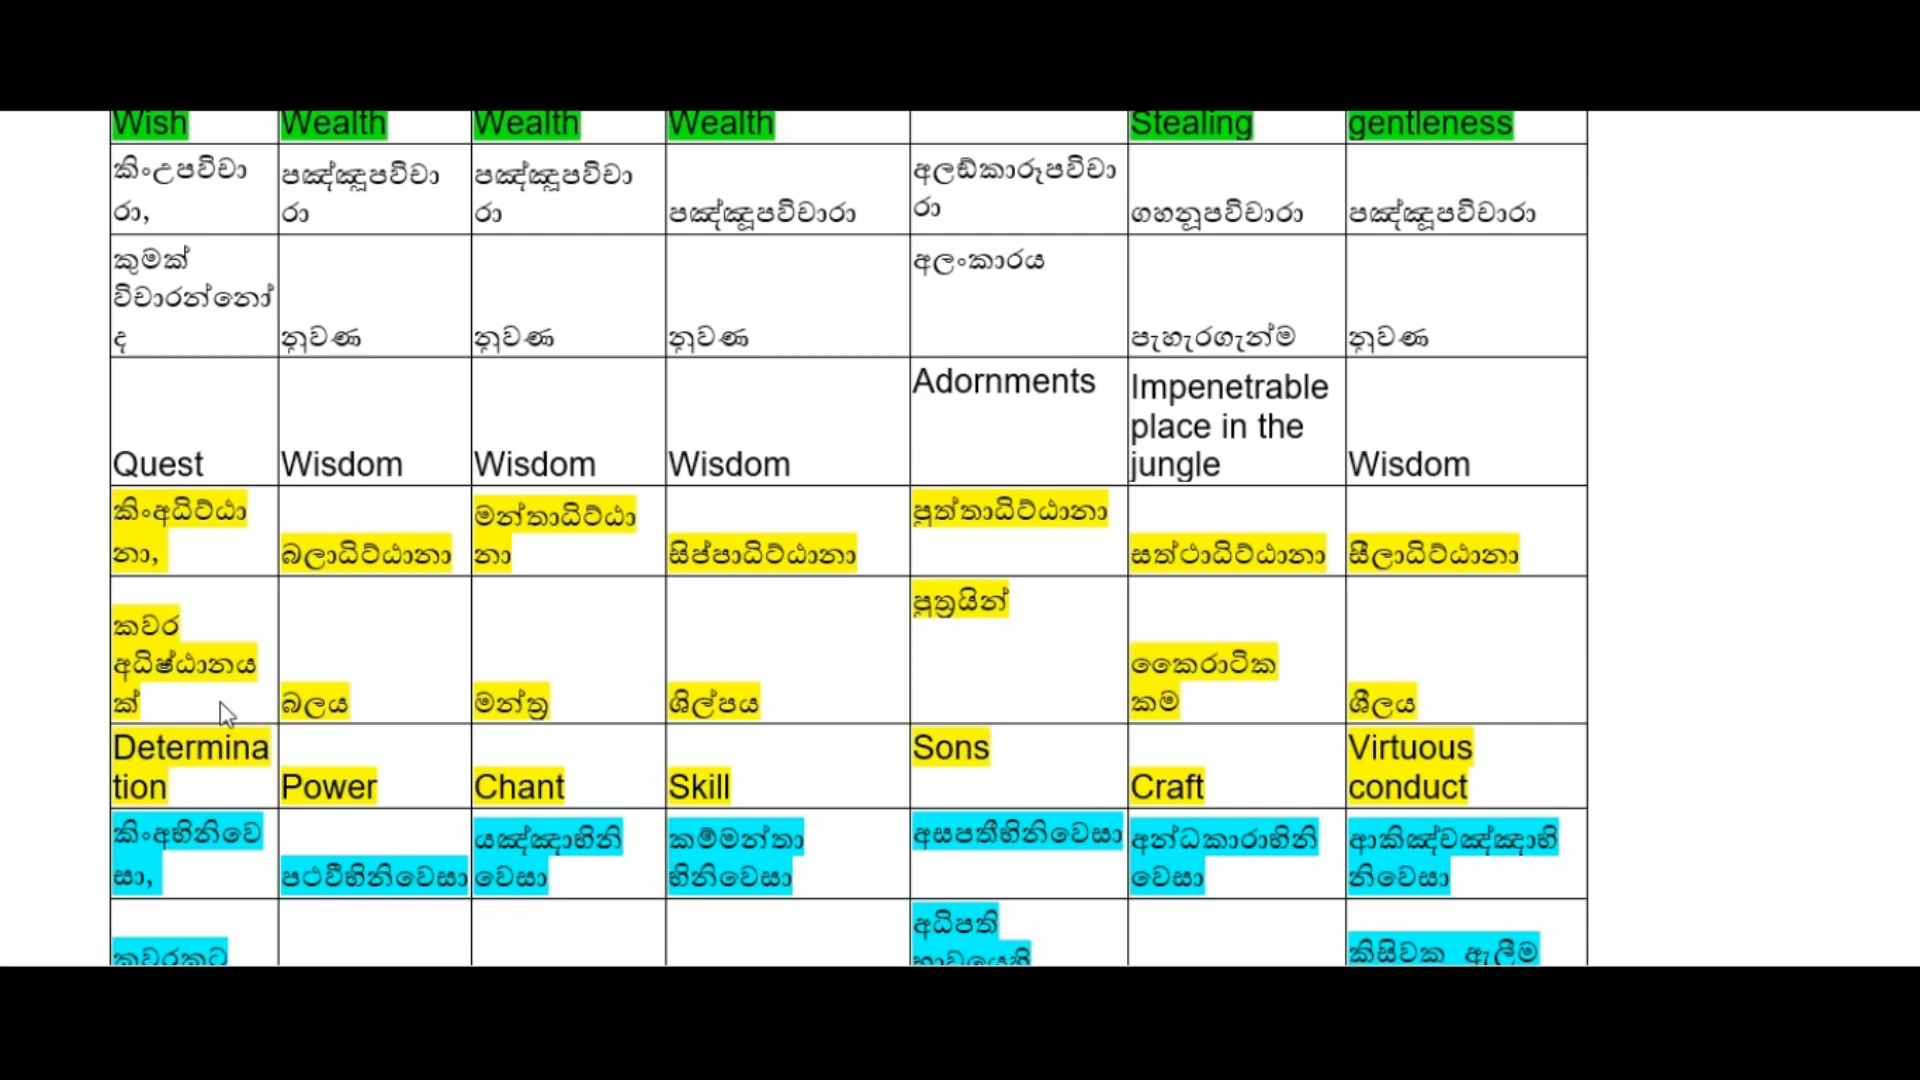 Wish Wealth Wealth Wealth Stealing gentleness
කිංඋපවිචා පඤ්ඤූපවිචා පඤ්ඤූපවිචා අලඞ්කාරූපවිචා
රා, රා රා පඤ්ඤූපවිචාරා රා ගහනූපවිචාරා පඤ්ඤූපවිචාරා
කුමක් අලංකාරය
විචාරන්නෝ
ද නුවණ නුවණ නුවණ පැහැරගැන්ම නුවණ
Adornments Impenetrable
place in the
Quest Wisdom Wisdom Wisdom jungle Wisdom
කිංඅධිට්ඨා මන්තාධිට්ඨා පුත්තාධිට්ඨානා
නා, බලාධිට්ඨානා නා සිප්පාධිට්ඨානා සත්ථාධිට්ඨානා සීලාධිට්ඨානා
පුත්‍රයින්
කවර
අධිෂ්ඨානය කෛරාටික
ක් බලය මන්ත්‍ර ශිල්පය කම ශීලය
Determina Sons Virtuous
tion Power Chant Skill Craft conduct
කිංඅභිනිවෙ යඤ්ඤාභිනි කම්මන්තා අසපතීභිනිවෙසා අන්ධකාරාභිනි ආකිඤ්චඤ්ඤාභි
සා, පථවීභිනිවෙසා වෙසා භිනිවෙසා වෙසා නිවෙසා
අධිපති
කවරකට භාවයෙහි කිසිවක ඇලීම